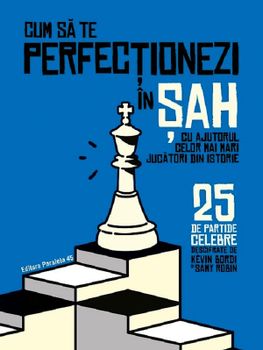 CUM SĂ TE
PERFECȚIONEZI
ÎN
ȘAH
CU AJUTORUL
CELOR MAI MARI
JUCĂTORI DIN ISTORIE
25
DE PARTIDE
CELEBRE
DESCIFRATE DE
KÉVIN BORDI
și SAMY ROBIN
Editura Paralela 45